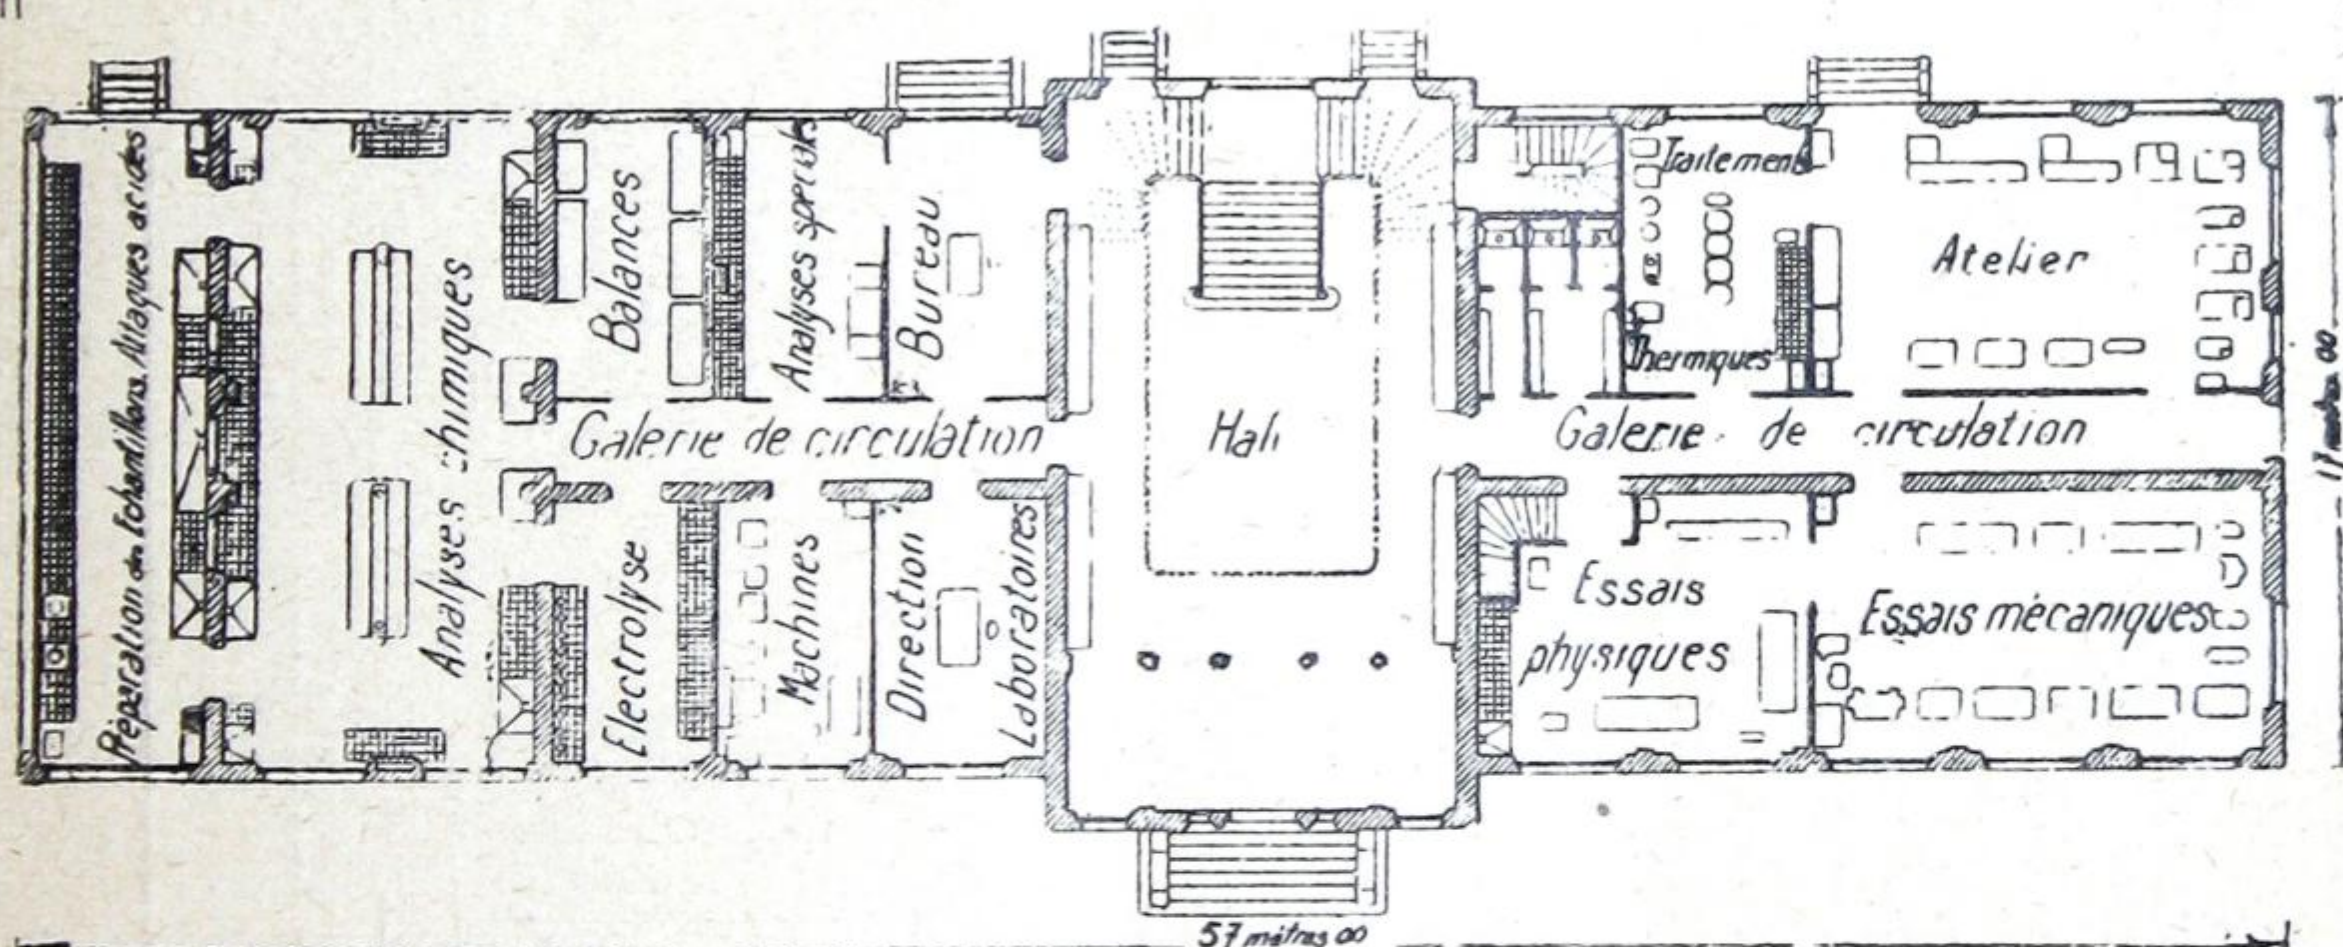 Préparation des Echantillons. Attaques acides
Analyses chimiques
Balances
Analyses spéciales
Bureau
Galerie de circulation
Electrolyse
Machines
Direction
Laboratoires
Hall
Traitements
Thermiques
Atelier
Galerie de circulation
Essais
physiques
Essais mécaniques
17 mètres 00
57 mètres 00